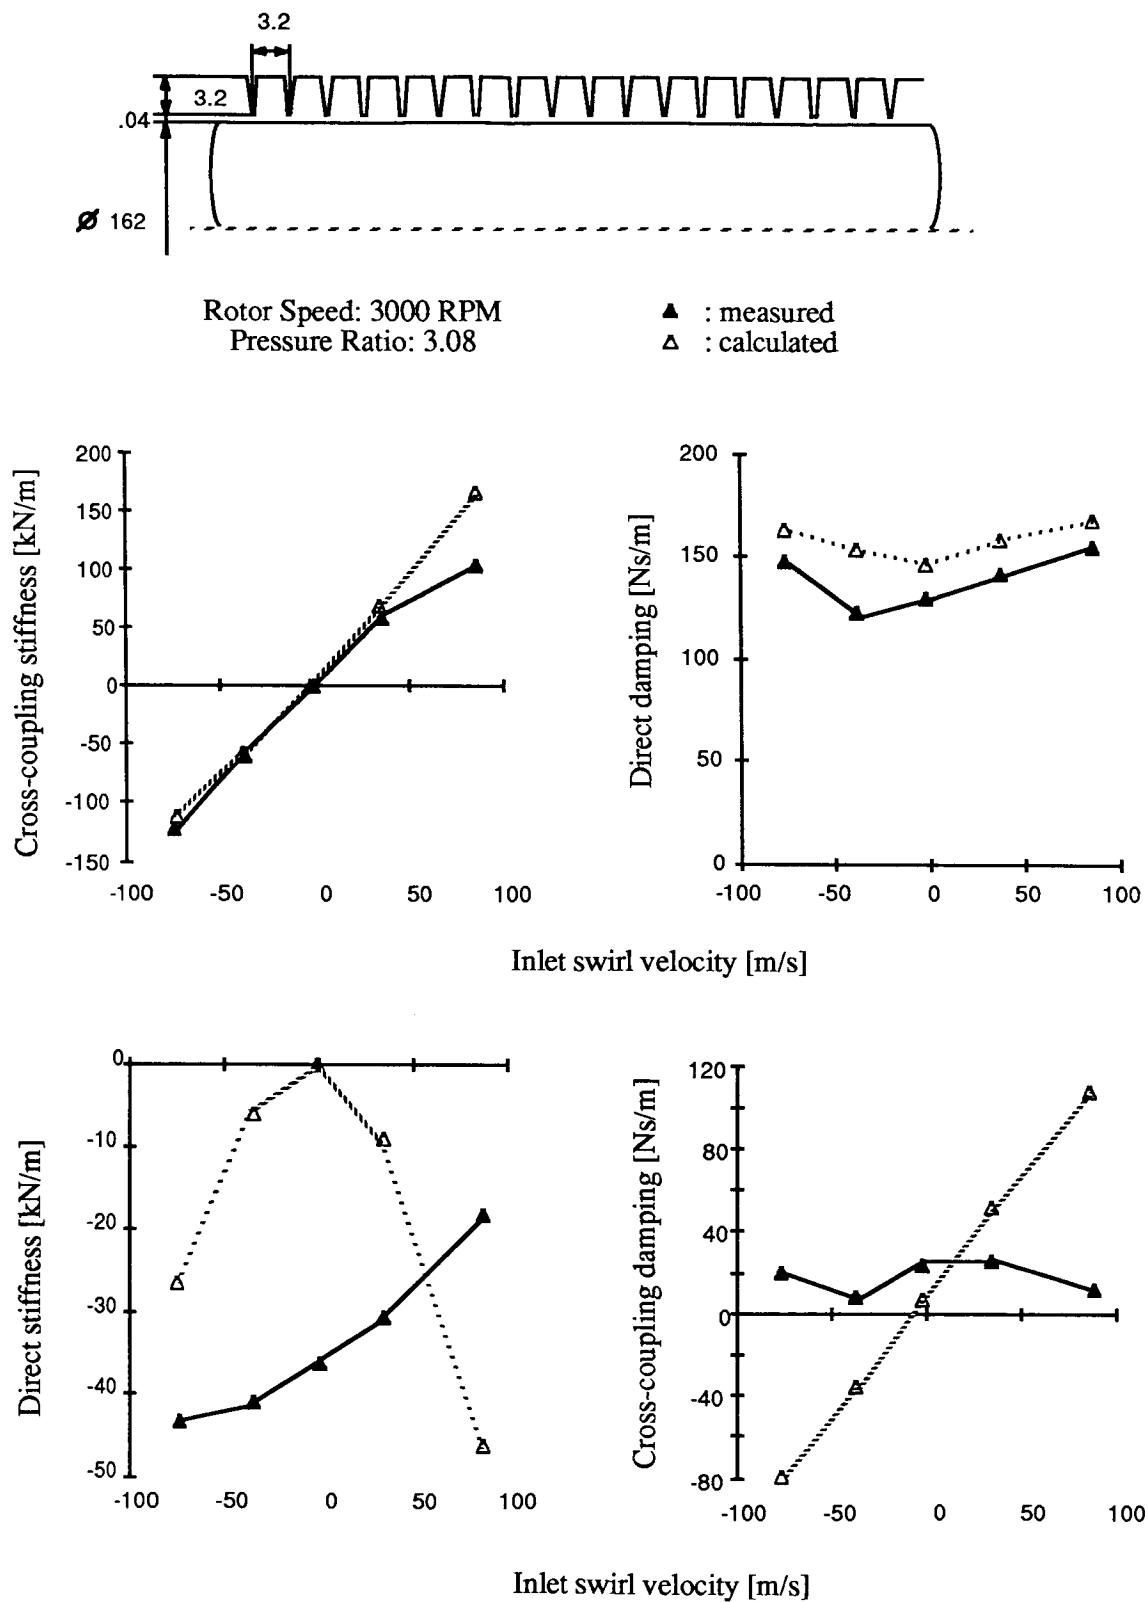 3.2
3.2
.04
Ø 162
Rotor Speed: 3000 RPM
Pressure Ratio: 3.08
▲ : measured
△ : calculated
Cross-coupling stiffness [kN/m]
200
150
100
50
0
-50
-100
-150
-100 -50 0 50 100
Direct damping [Ns/m]
200
150
100
50
0
-100 -50 0 50 100
Inlet swirl velocity [m/s]
Direct stiffness [kN/m]
0
-10
-20
-30
-40
-50
-100 -50 0 50 100
Cross-coupling damping [Ns/m]
120
80
40
0
-40
-80
-100 -50 0 50 100
Inlet swirl velocity [m/s]